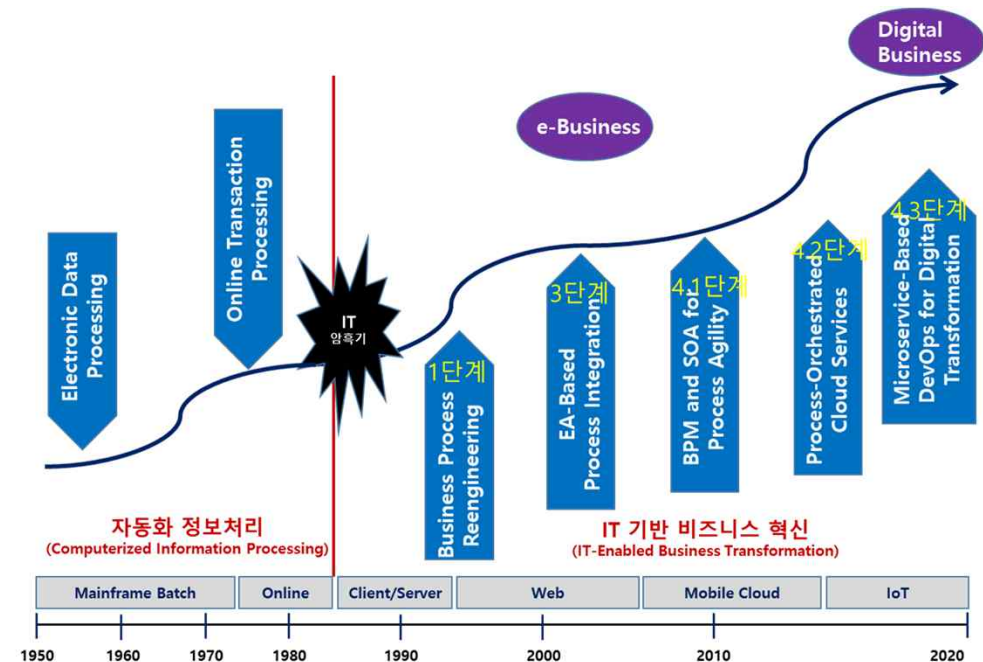 Digital
Business
e-Business
Electronic Data
Processing
Online Transaction
Processing
IT
암흑기
1단계
Business Process
Reengineering
3단계
EA-Based
Process Integration
4.1단계
BPM and SOA for
Process Agility
4.2단계
Process-Orchestrated
Cloud Services
4.3단계
Microservice-Based
DevOps for Digital
Transformation
자동화 정보처리
(Computerized Information Processing)
IT 기반 비즈니스 혁신
(IT-Enabled Business Transformation)
Mainframe Batch
Online
Client/Server
Web
Mobile Cloud
IoT
1950
1960
1970
1980
1990
2000
2010
2020